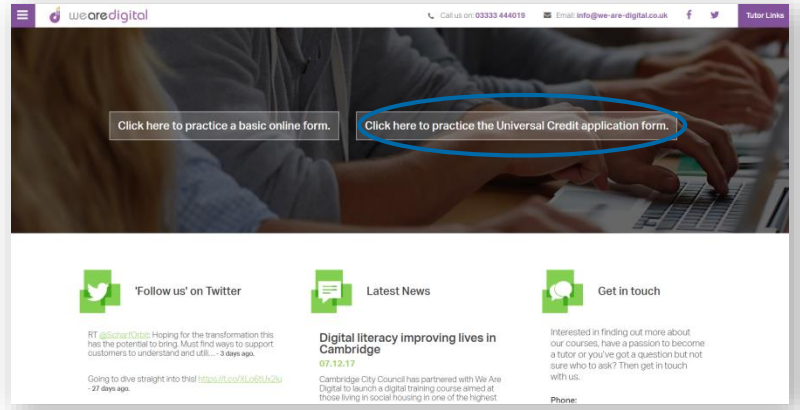 wearedigital
Call us on: 03333 444019
Email: info@we-are-digital.co.uk
Tutor Links
Click here to practice a basic online form.
Click here to practice the Universal Credit application form.
'Follow us' on Twitter
RT @ScharfOrbit: Hoping for the transformation this
has the potential to bring. Must find ways to support
customers to understand and utili... - 3 days ago.
Going to dive straight into this!
- 27 days ago.
Latest News
Digital literacy improving lives in
Cambridge
07.12.17
Cambridge City Council has partnered with We Are
Digital to launch a digital training course aimed at
those living in social housing in one of the highest
Get in touch
Interested in finding out more about
our courses, have a passion to become
a tutor or you've got a question but not
sure who to ask? Then get in touch
with us.
Phone: